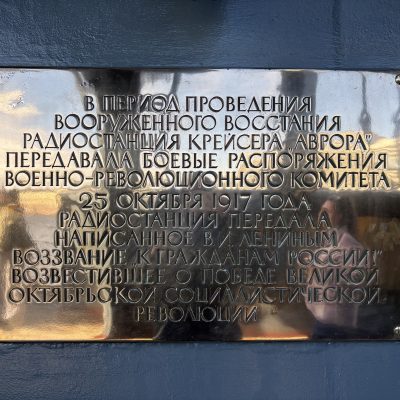 В ПЕРИОД ПРОВЕДЕНИЯ
ВООРУЖЕННОГО ВОССТАНИЯ
РАДИОСТАНЦИЯ КРЕЙСЕРА „АВРОРА"
ПЕРЕДАВАЛА БОЕВЫЕ РАСПОРЯЖЕНИЯ
ВОЕННО-РЕВОЛЮЦИОННОГО КОМИТЕТА
25 ОКТЯБРЯ 1917 ГОДА
РАДИОСТАНЦИЯ ПЕРЕДАЛА
НАПИСАННОЕ В.И. ЛЕНИНЫМ
ВОЗЗВАНИЕ „К ГРАЖДАНАМ РОССИИ!"
ВОЗВЕСТИВШЕЕ О ПОБЕДЕ ВЕЛИКОЙ
ОКТЯБРЬСКОЙ СОЦИАЛИСТИЧЕСКОЙ
РЕВОЛЮЦИИ